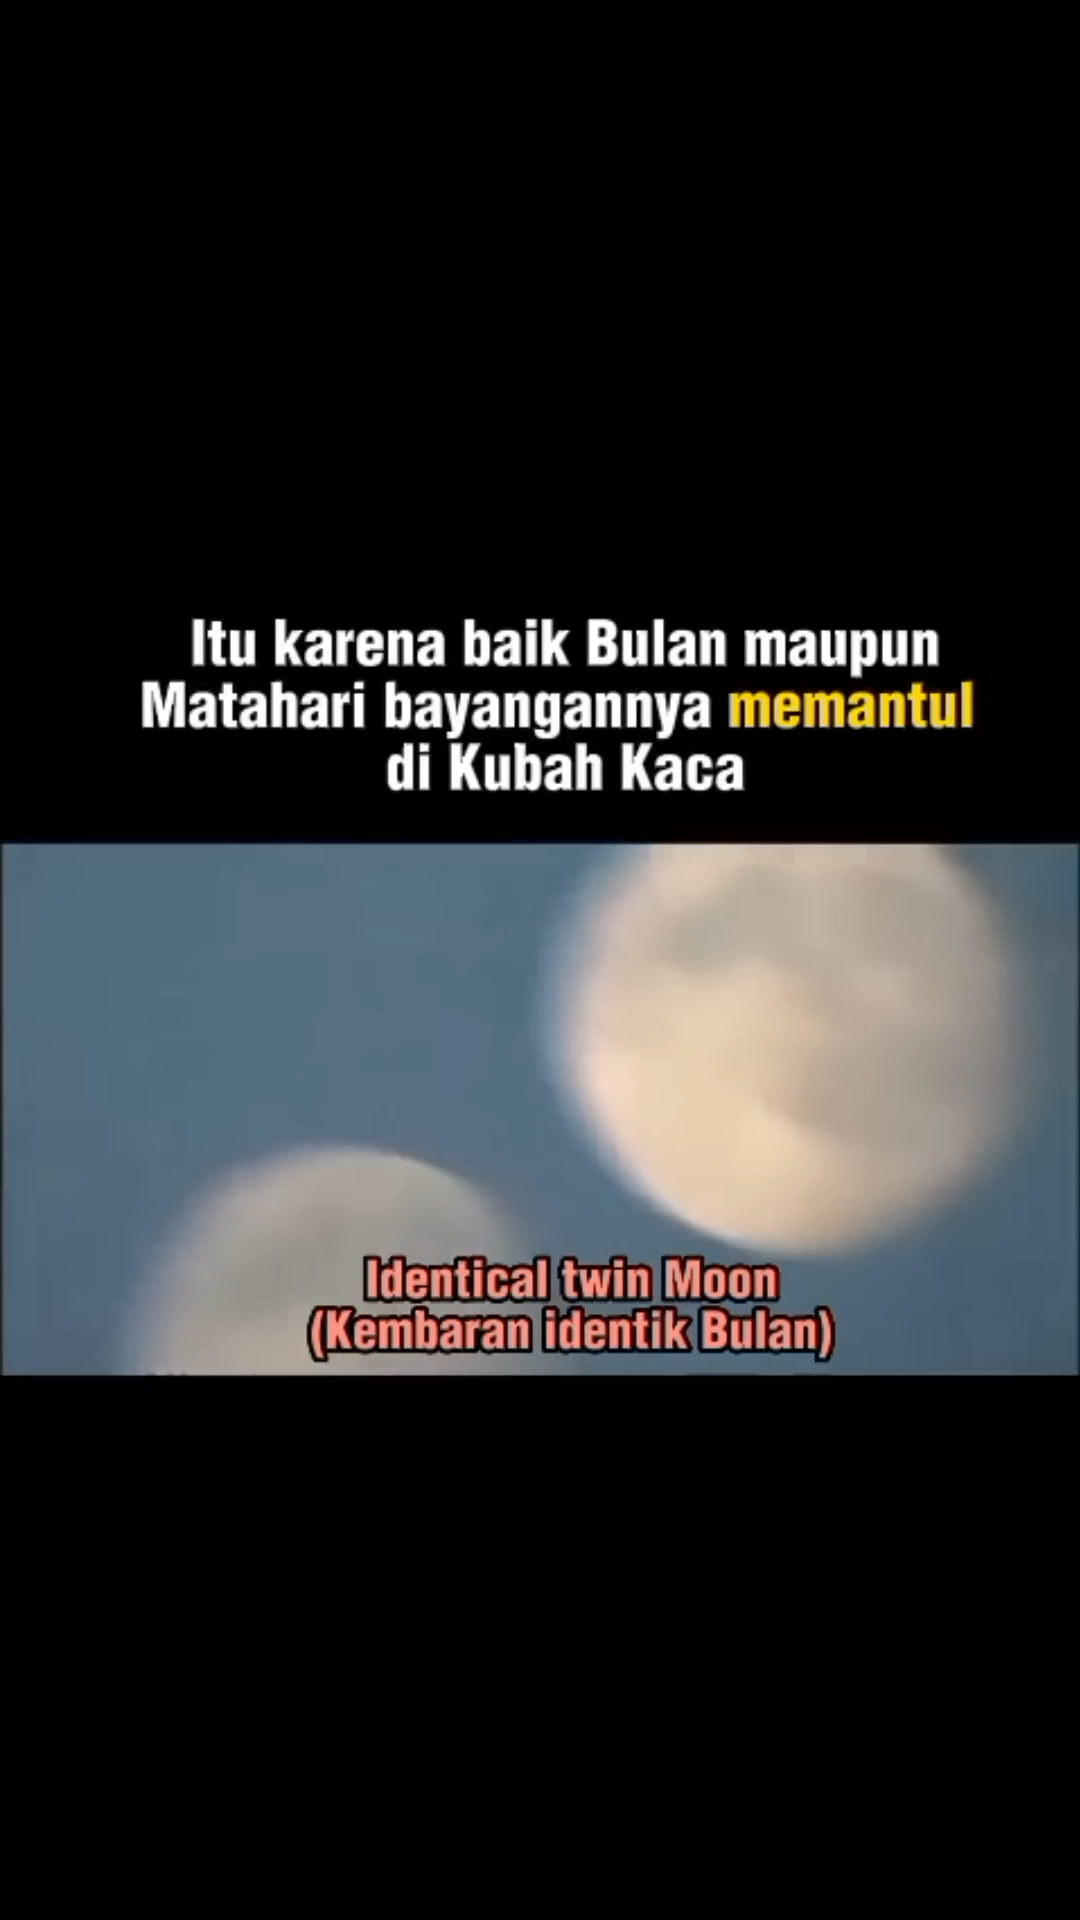 Itu karena baik Bulan maupun
Matahari bayangannya memantul
di Kubah Kaca
Identical twin Moon
(Kembaran identik Bulan)